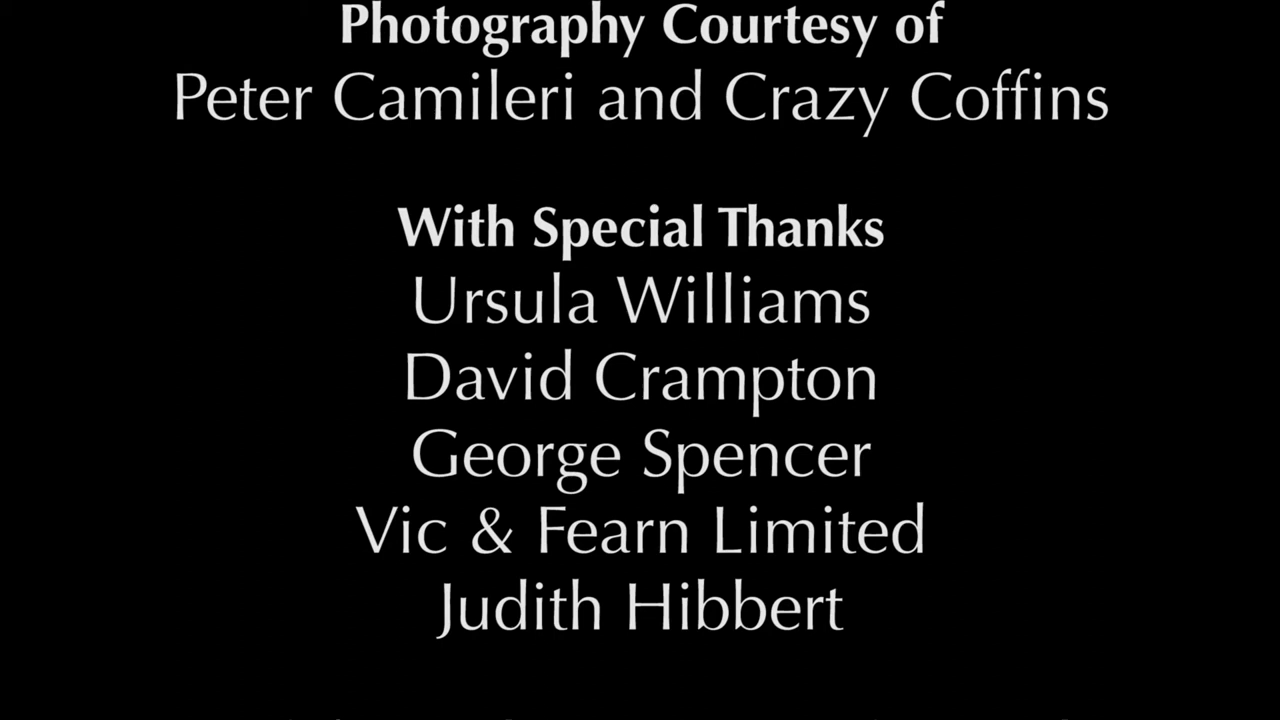 Photography Courtesy of
Peter Camileri and Crazy Coffins
With Special Thanks
Ursula Williams
David Crampton
George Spencer
Vic & Fearn Limited
Judith Hibbert